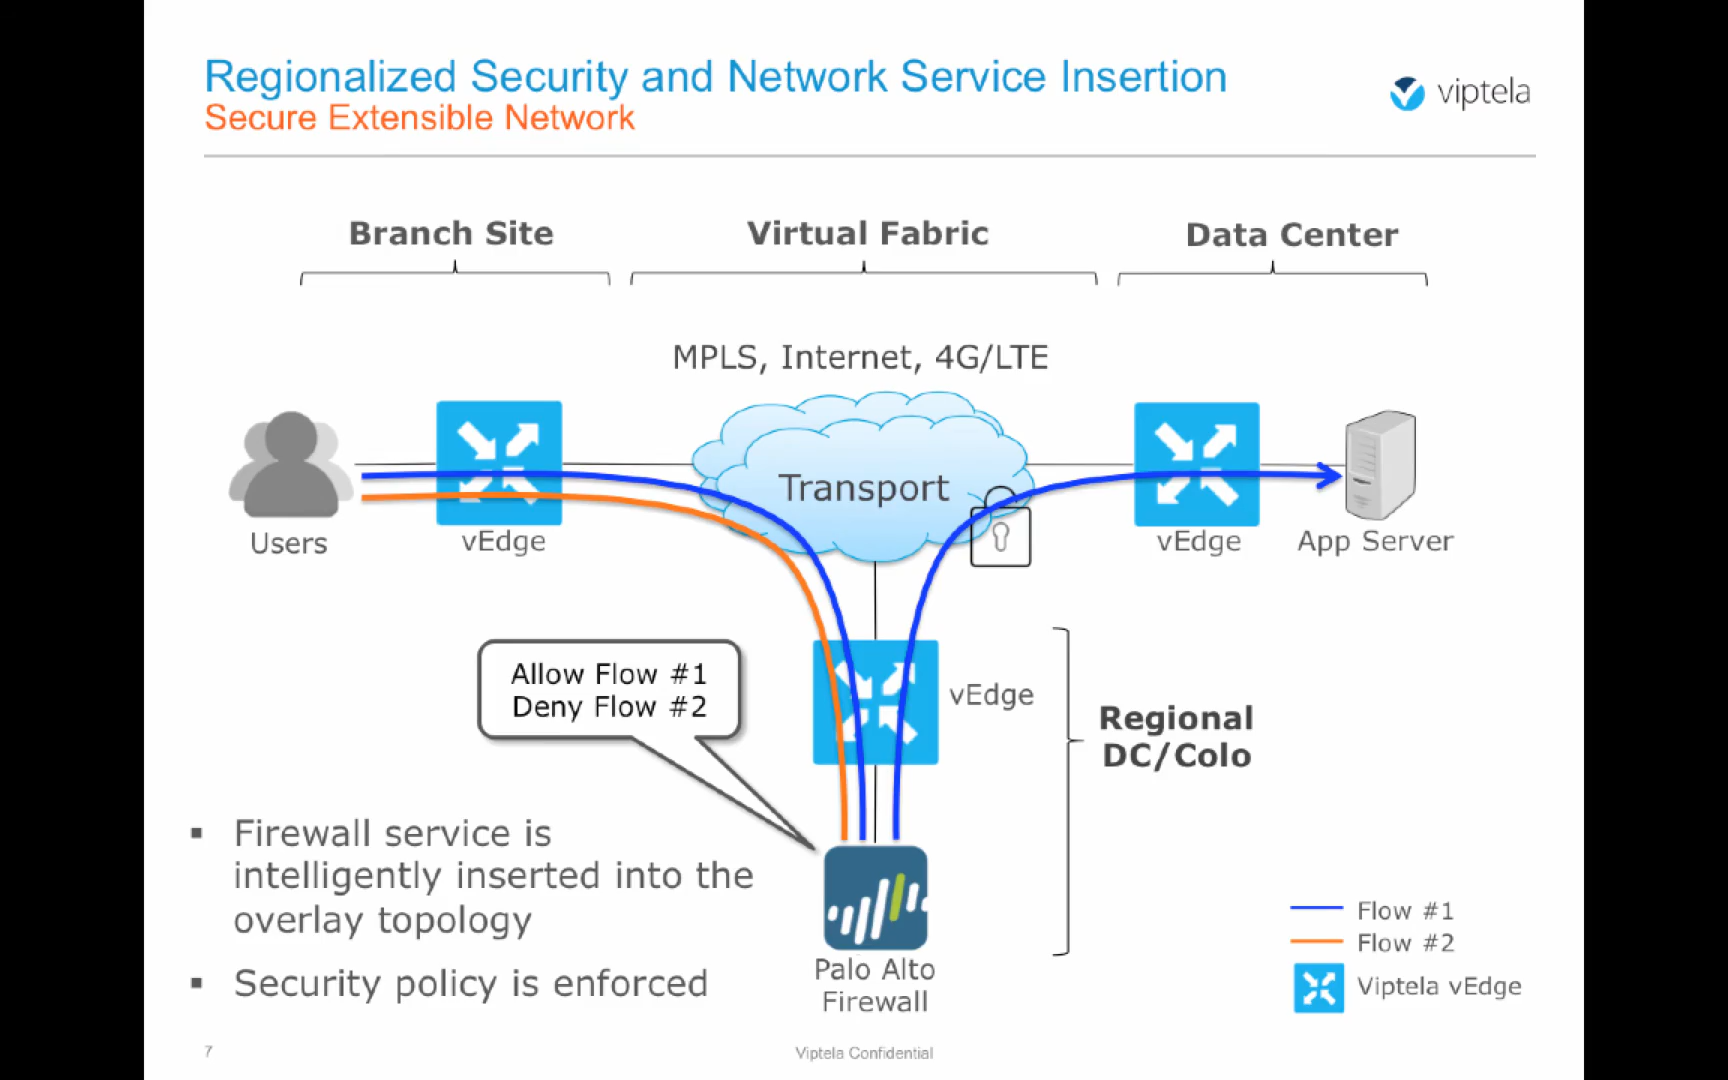 Regionalized Security and Network Service Insertion
Secure Extensible Network
viptela
Branch Site
Virtual Fabric
Data Center
MPLS, Internet, 4G/LTE
Transport
Users
vEdge
vEdge
App Server
Allow Flow #1
Deny Flow #2
vEdge
Regional
DC/Colo
▪ Firewall service is
intelligently inserted into the
overlay topology
▪ Security policy is enforced
Palo Alto
Firewall
Flow #1
Flow #2
Viptela vEdge
7
Viptela Confidential